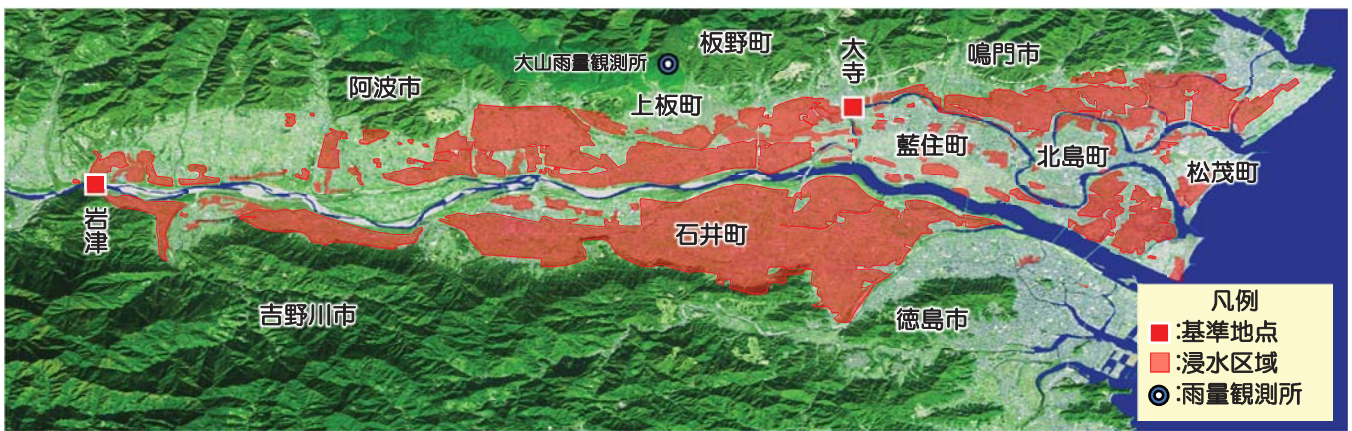 板野町
大寺
鳴門市
大山雨量観測所
阿波市
上板町
藍住町
北島町
松茂町
岩津
石井町
吉野川市
徳島市
凡例
:基準地点
:浸水区域
:雨量観測所